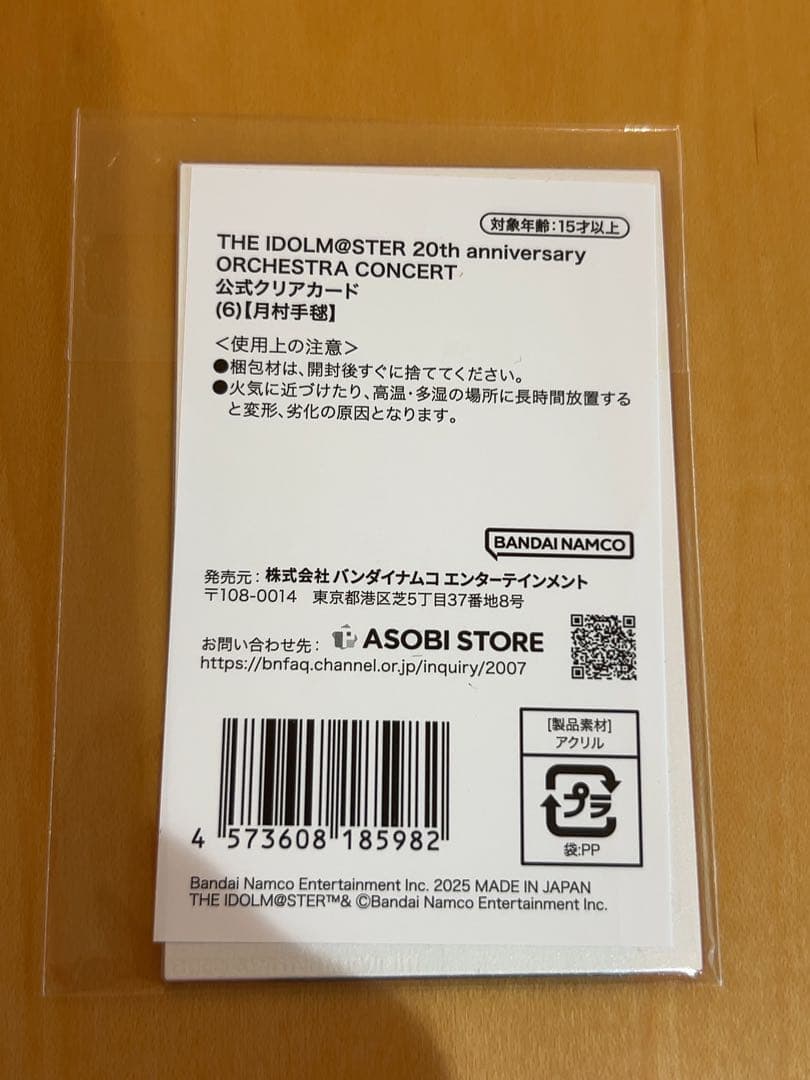 対象年齢:15才以上
THE IDOLM@STER 20th anniversary
ORCHESTRA CONCERT
公式クリアカード
(6)【月村手毬】
＜使用上の注意＞
●梱包材は、開封後すぐに捨ててください。
●火気に近づけたり、高温・多湿の場所に長時間放置する
と変形、劣化の原因となります。
BANDAI NAMCO
発売元：株式会社 バンダイナムコ エンターテインメント
〒108-0014　東京都港区芝5丁目37番地8号
お問い合わせ先： ASOBI STORE
https://bnfaq.channel.or.jp/inquiry/2007
[製品素材]
アクリル
プラ
袋:PP
4 573608 185982
Bandai Namco Entertainment Inc. 2025 MADE IN JAPAN
THE IDOLM@STER™& ©Bandai Namco Entertainment Inc.